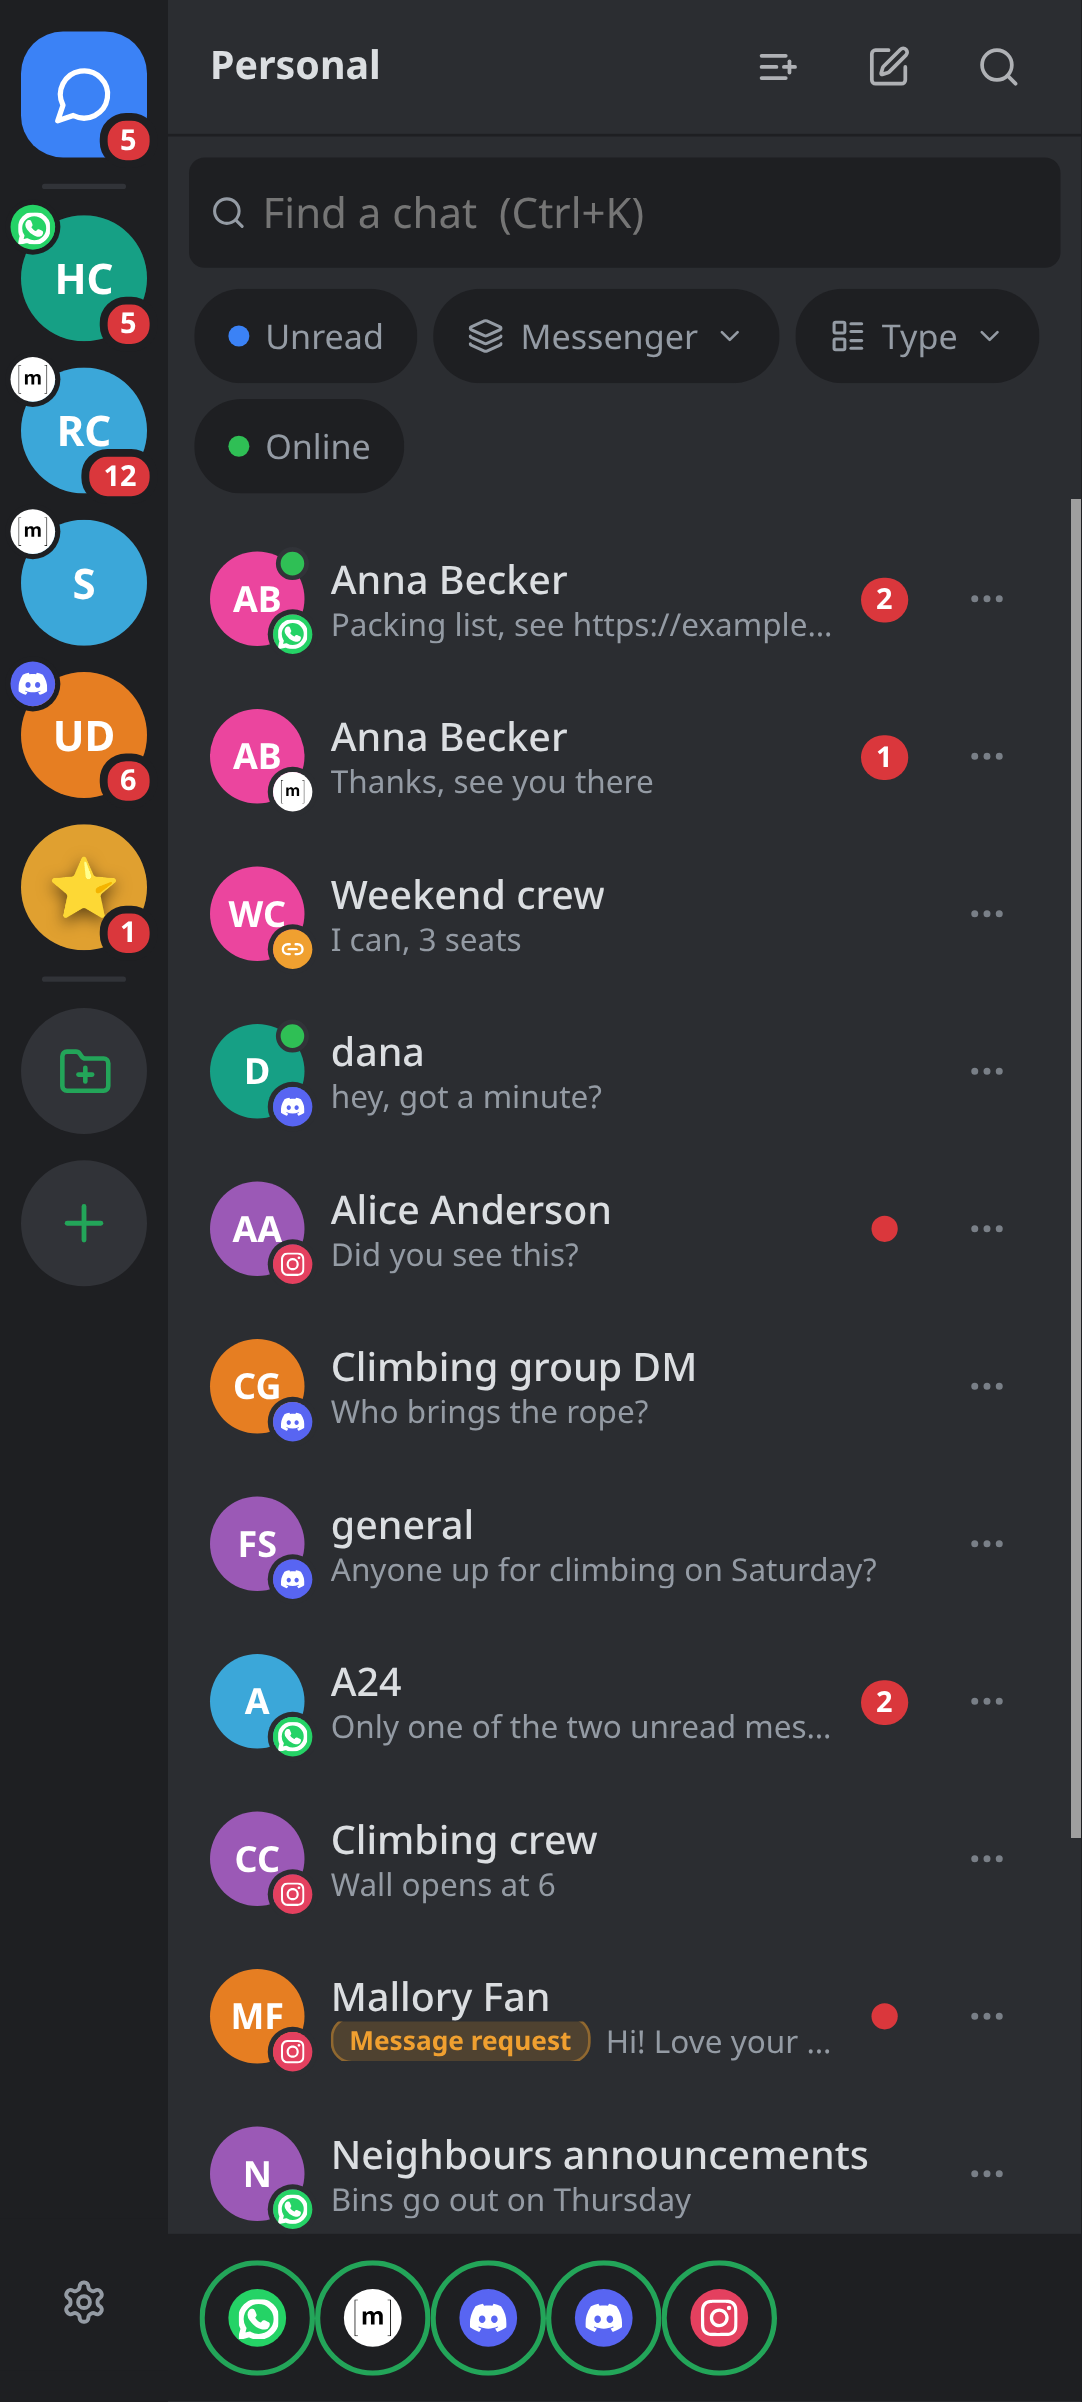 Personal
5
Find a chat (Ctrl+K)
HC
5
Unread
Messenger
Type
m
RC
12
Online
m
S
AB
Anna Becker
Packing list, see https://example...
2
UD
6
AB
m
Anna Becker
Thanks, see you there
1
1
WC
Weekend crew
I can, 3 seats
D
dana
hey, got a minute?
AA
Alice Anderson
Did you see this?
CG
Climbing group DM
Who brings the rope?
FS
general
Anyone up for climbing on Saturday?
A
A24
Only one of the two unread mes...
2
CC
Climbing crew
Wall opens at 6
MF
Mallory Fan
Message request Hi! Love your ...
N
Neighbours announcements
Bins go out on Thursday
m